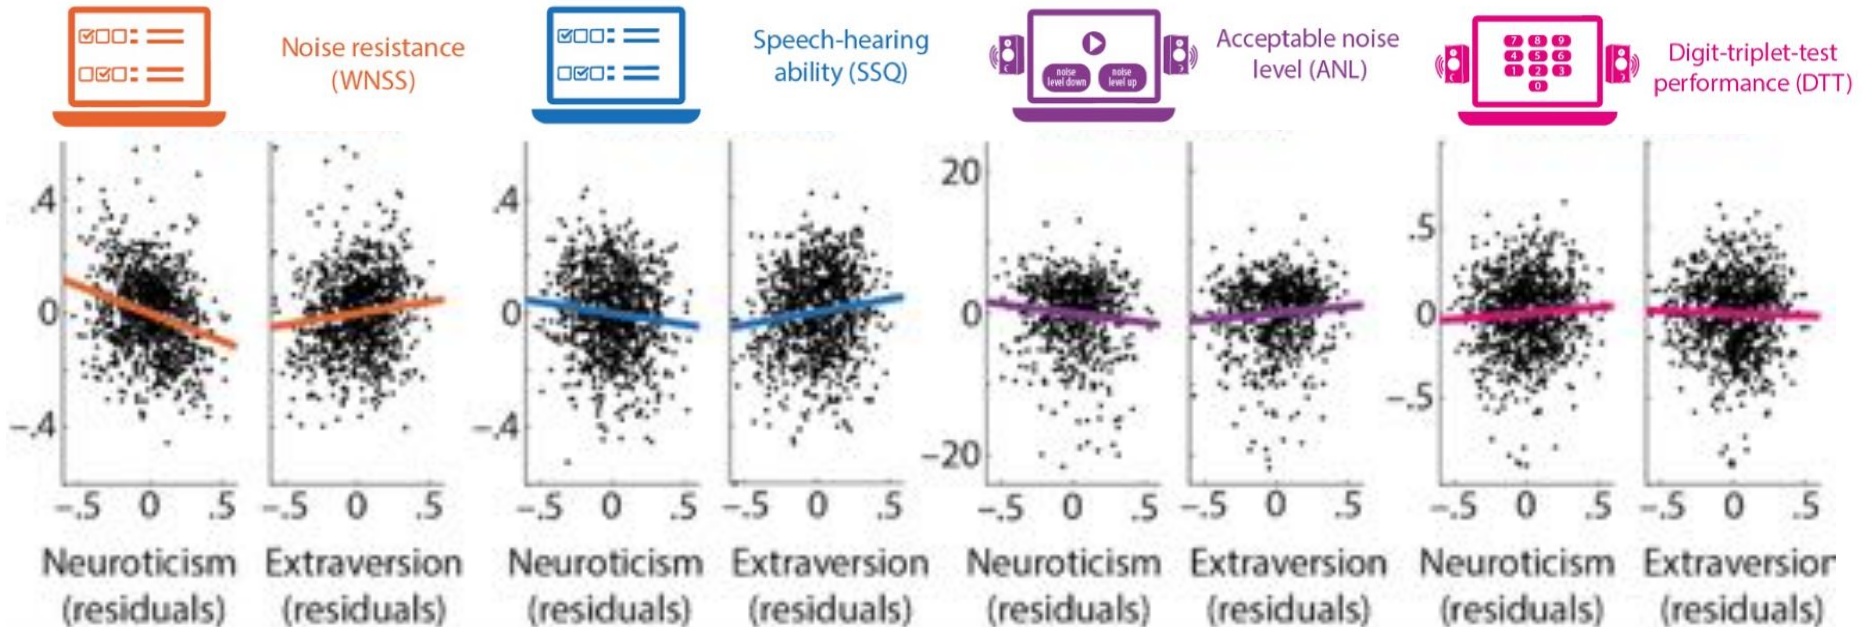 Noise resistance
(WNSS)
Speech-hearing
ability (SSQ)
noise
level down
noise
level up
Acceptable noise
level (ANL)
7 8 9
4 5 6
1 2 3
0
Digit-triplet-test
performance (DTT)
.4
0
-.4
-.5 0 .5
Neuroticism
(residuals)
-.5 0 .5
Extraversion
(residuals)
.4
0
-.4
-.5 0 .5
Neuroticism
(residuals)
-.5 0 .5
Extraversion
(residuals)
20
0
-20
-.5 0 .5
Neuroticism
(residuals)
-.5 0 .5
Extraversion
(residuals)
.5
0
-.5
-.5 0 .5
Neuroticism
(residuals)
-.5 0 .5
Extraversion
(residuals)